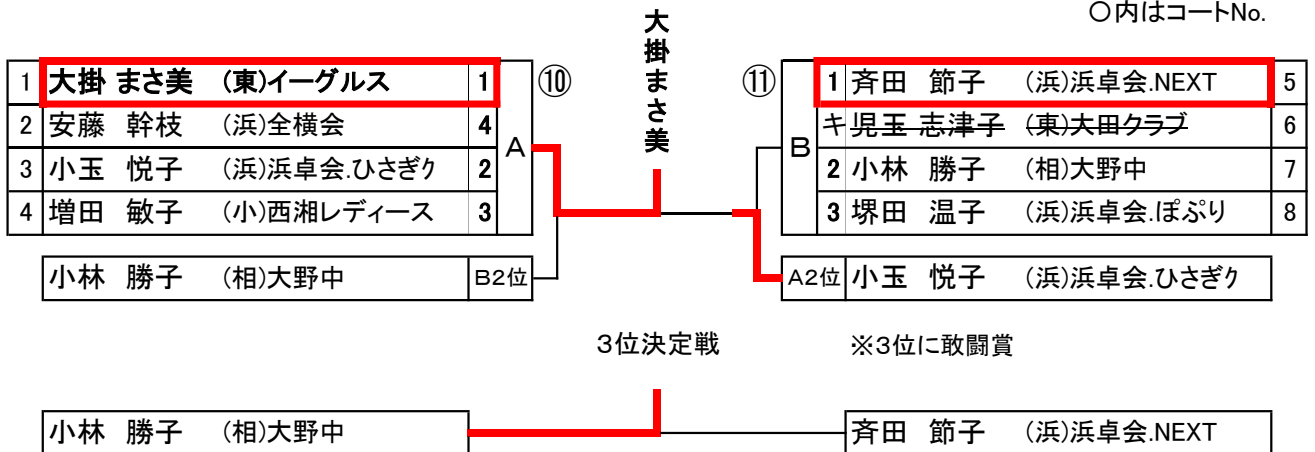 〇内はコートNo.
大掛まさ美
1 大掛 まさ美 (東)イーグルス 1
2 安藤 幹枝 (浜)全横会 4
3 小玉 悦子 (浜)浜卓会.ひさぎｸ 2
4 増田 敏子 (小)西湘レディース 3
A
⑩
小林 勝子 (相)大野中 B2位
⑪
B
1 斉田 節子 (浜)浜卓会.NEXT 5
キ 児玉 志津子 (東)大田クラブ 6
2 小林 勝子 (相)大野中 7
3 堺田 温子 (浜)浜卓会.ぽぷり 8
A2位 小玉 悦子 (浜)浜卓会.ひさぎｸ
3位決定戦 ※3位に敢闘賞
小林 勝子 (相)大野中
斉田 節子 (浜)浜卓会.NEXT